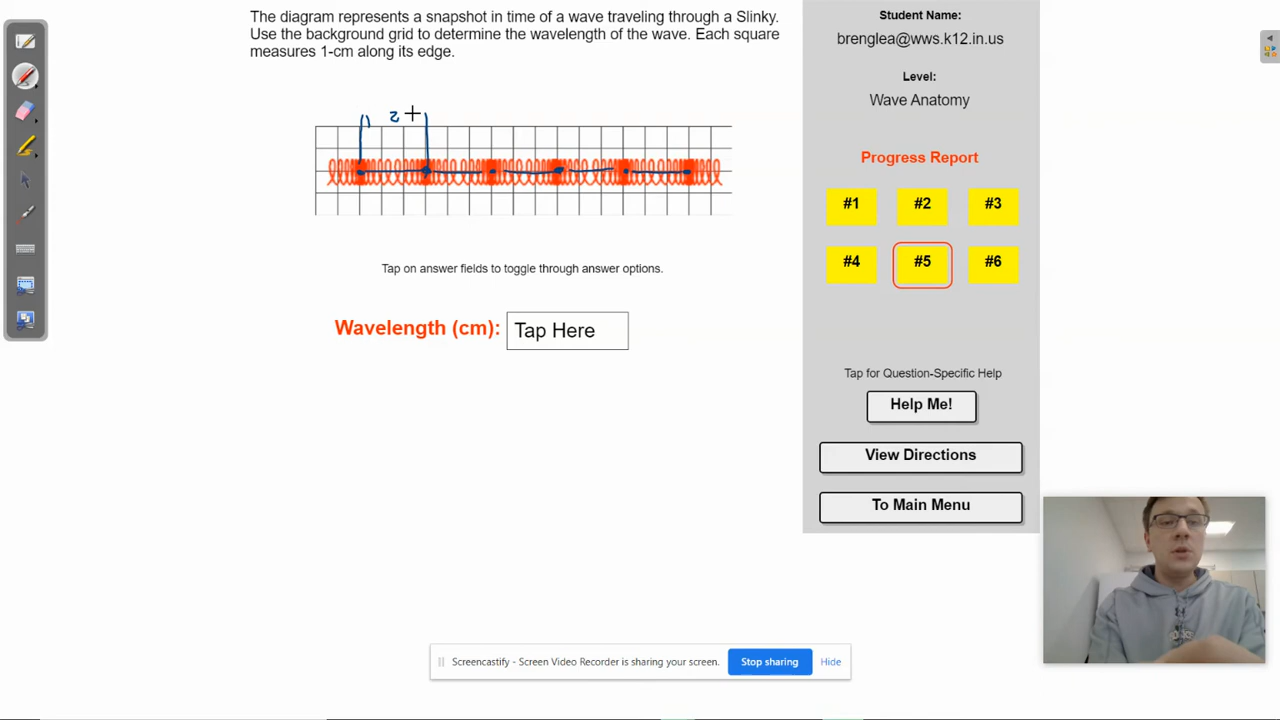 The diagram represents a snapshot in time of a wave traveling through a Slinky.
Use the background grid to determine the wavelength of the wave. Each square
measures 1-cm along its edge.
2
Tap on answer fields to toggle through answer options.
Wavelength (cm): Tap Here
Student Name:
brenglea@wws.k12.in.us
Level:
Wave Anatomy
Progress Report
#1 #2 #3
#4 #5 #6
Tap for Question-Specific Help
Help Me!
View Directions
To Main Menu
Screencastify - Screen Video Recorder is sharing your screen. Stop sharing Hide